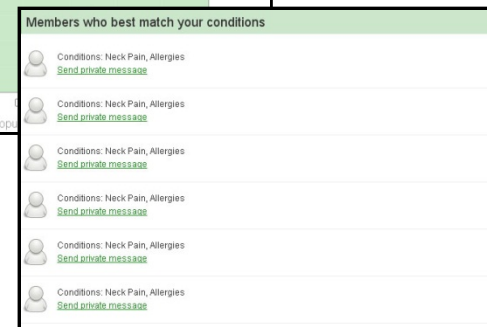 Members who best match your conditions
Conditions: Neck Pain, Allergies
Send private message
Conditions: Neck Pain, Allergies
Send private message
Conditions: Neck Pain, Allergies
Send private message
Conditions: Neck Pain, Allergies
Send private message
Conditions: Neck Pain, Allergies
Send private message
Conditions: Neck Pain, Allergies
Send private message